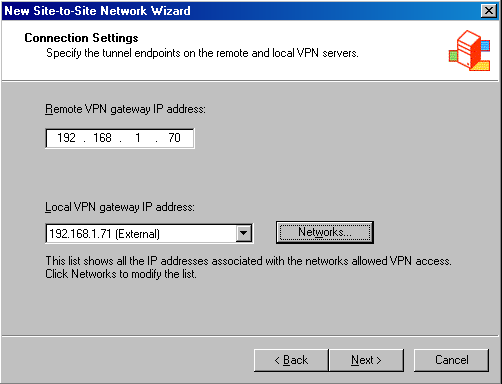 New Site-to-Site Network Wizard
Connection Settings
Specify the tunnel endpoints on the remote and local VPN servers.
Remote VPN gateway IP address:
192 . 168 . 1 . 70
Local VPN gateway IP address:
192.168.1.71 (External)
Networks...
This list shows all the IP addresses associated with the networks allowed VPN access.
Click Networks to modify the list.
< Back
Next >
Cancel